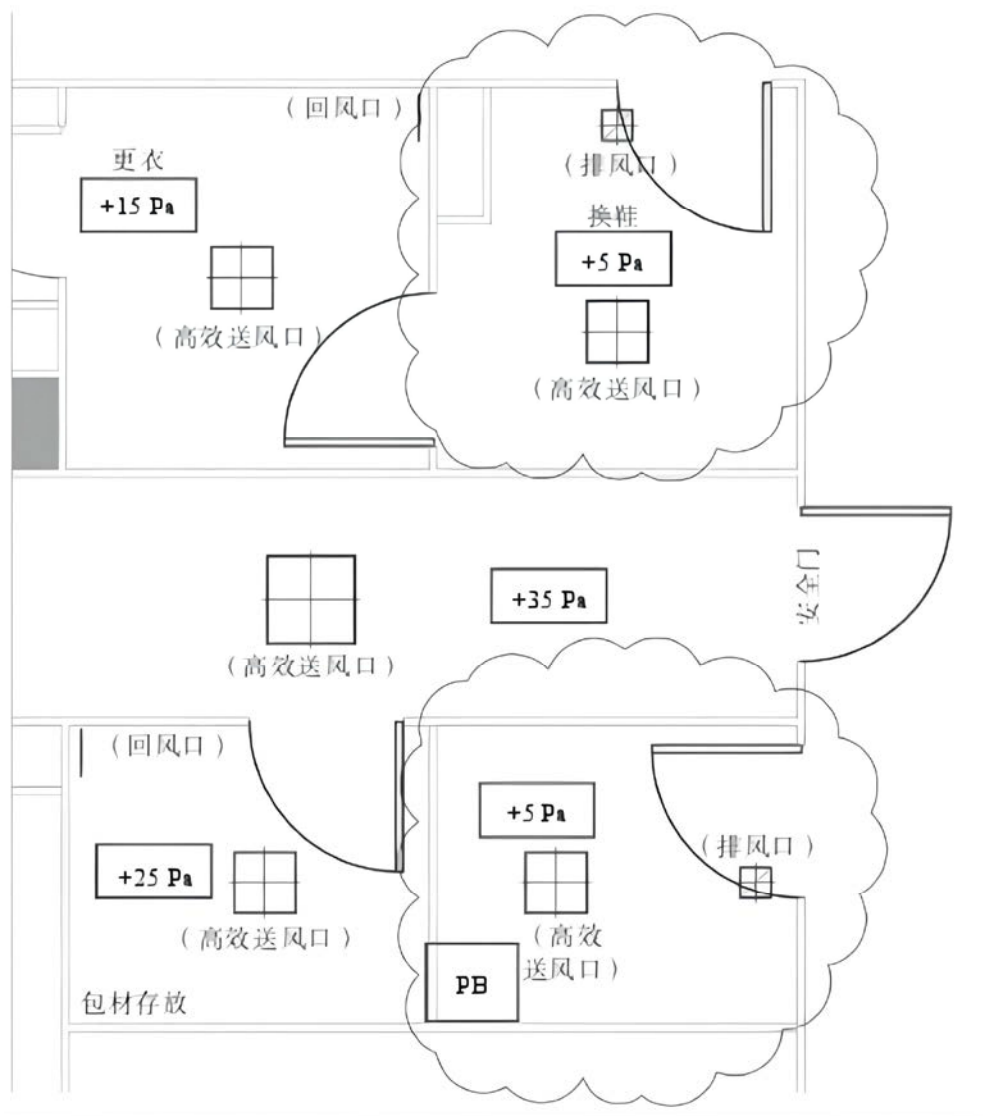 （回风口）
（排风口）
更衣
+15 Pa
换鞋
+5 Pa
（高效送风口）
（高效送风口）
+35 Pa
安全门
（高效送风口）
（回风口）
+5 Pa
（排风口）
+25 Pa
（高效送风口）
（高效
送风口）
PB
包材存放